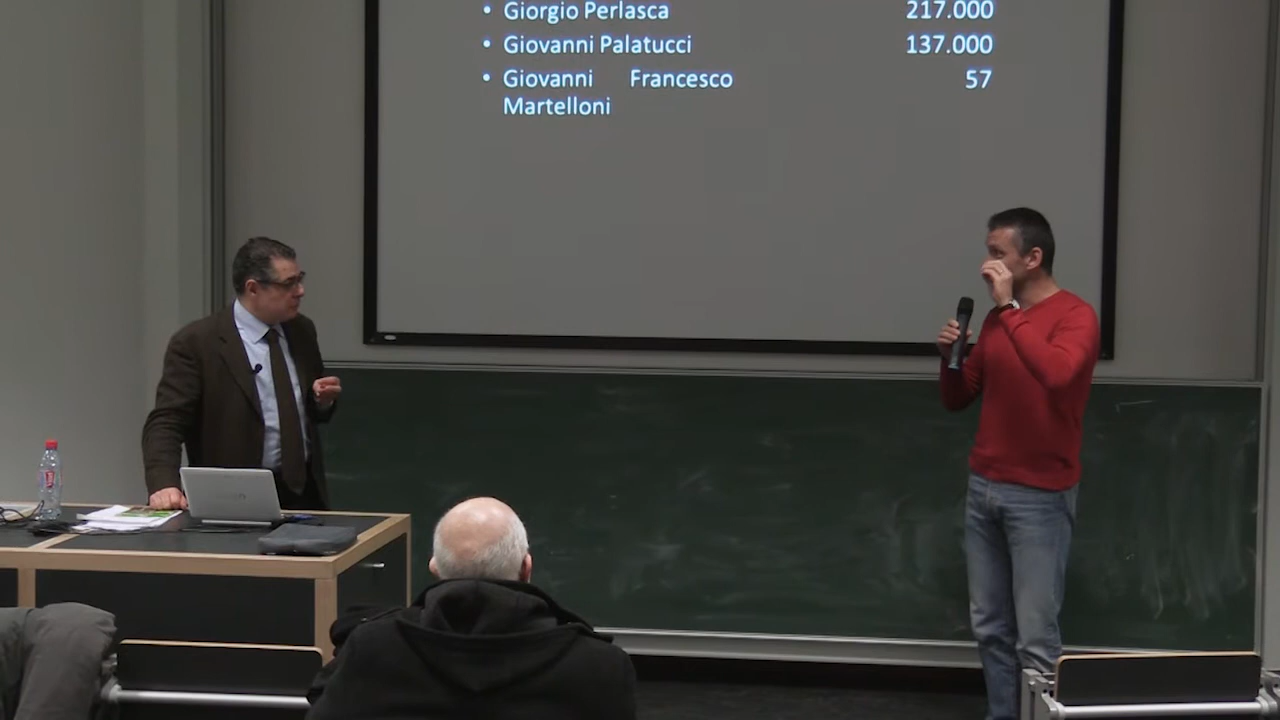 • Giorgio Perlasca 217.000
• Giovanni Palatucci 137.000
• Giovanni Francesco 57
Martelloni